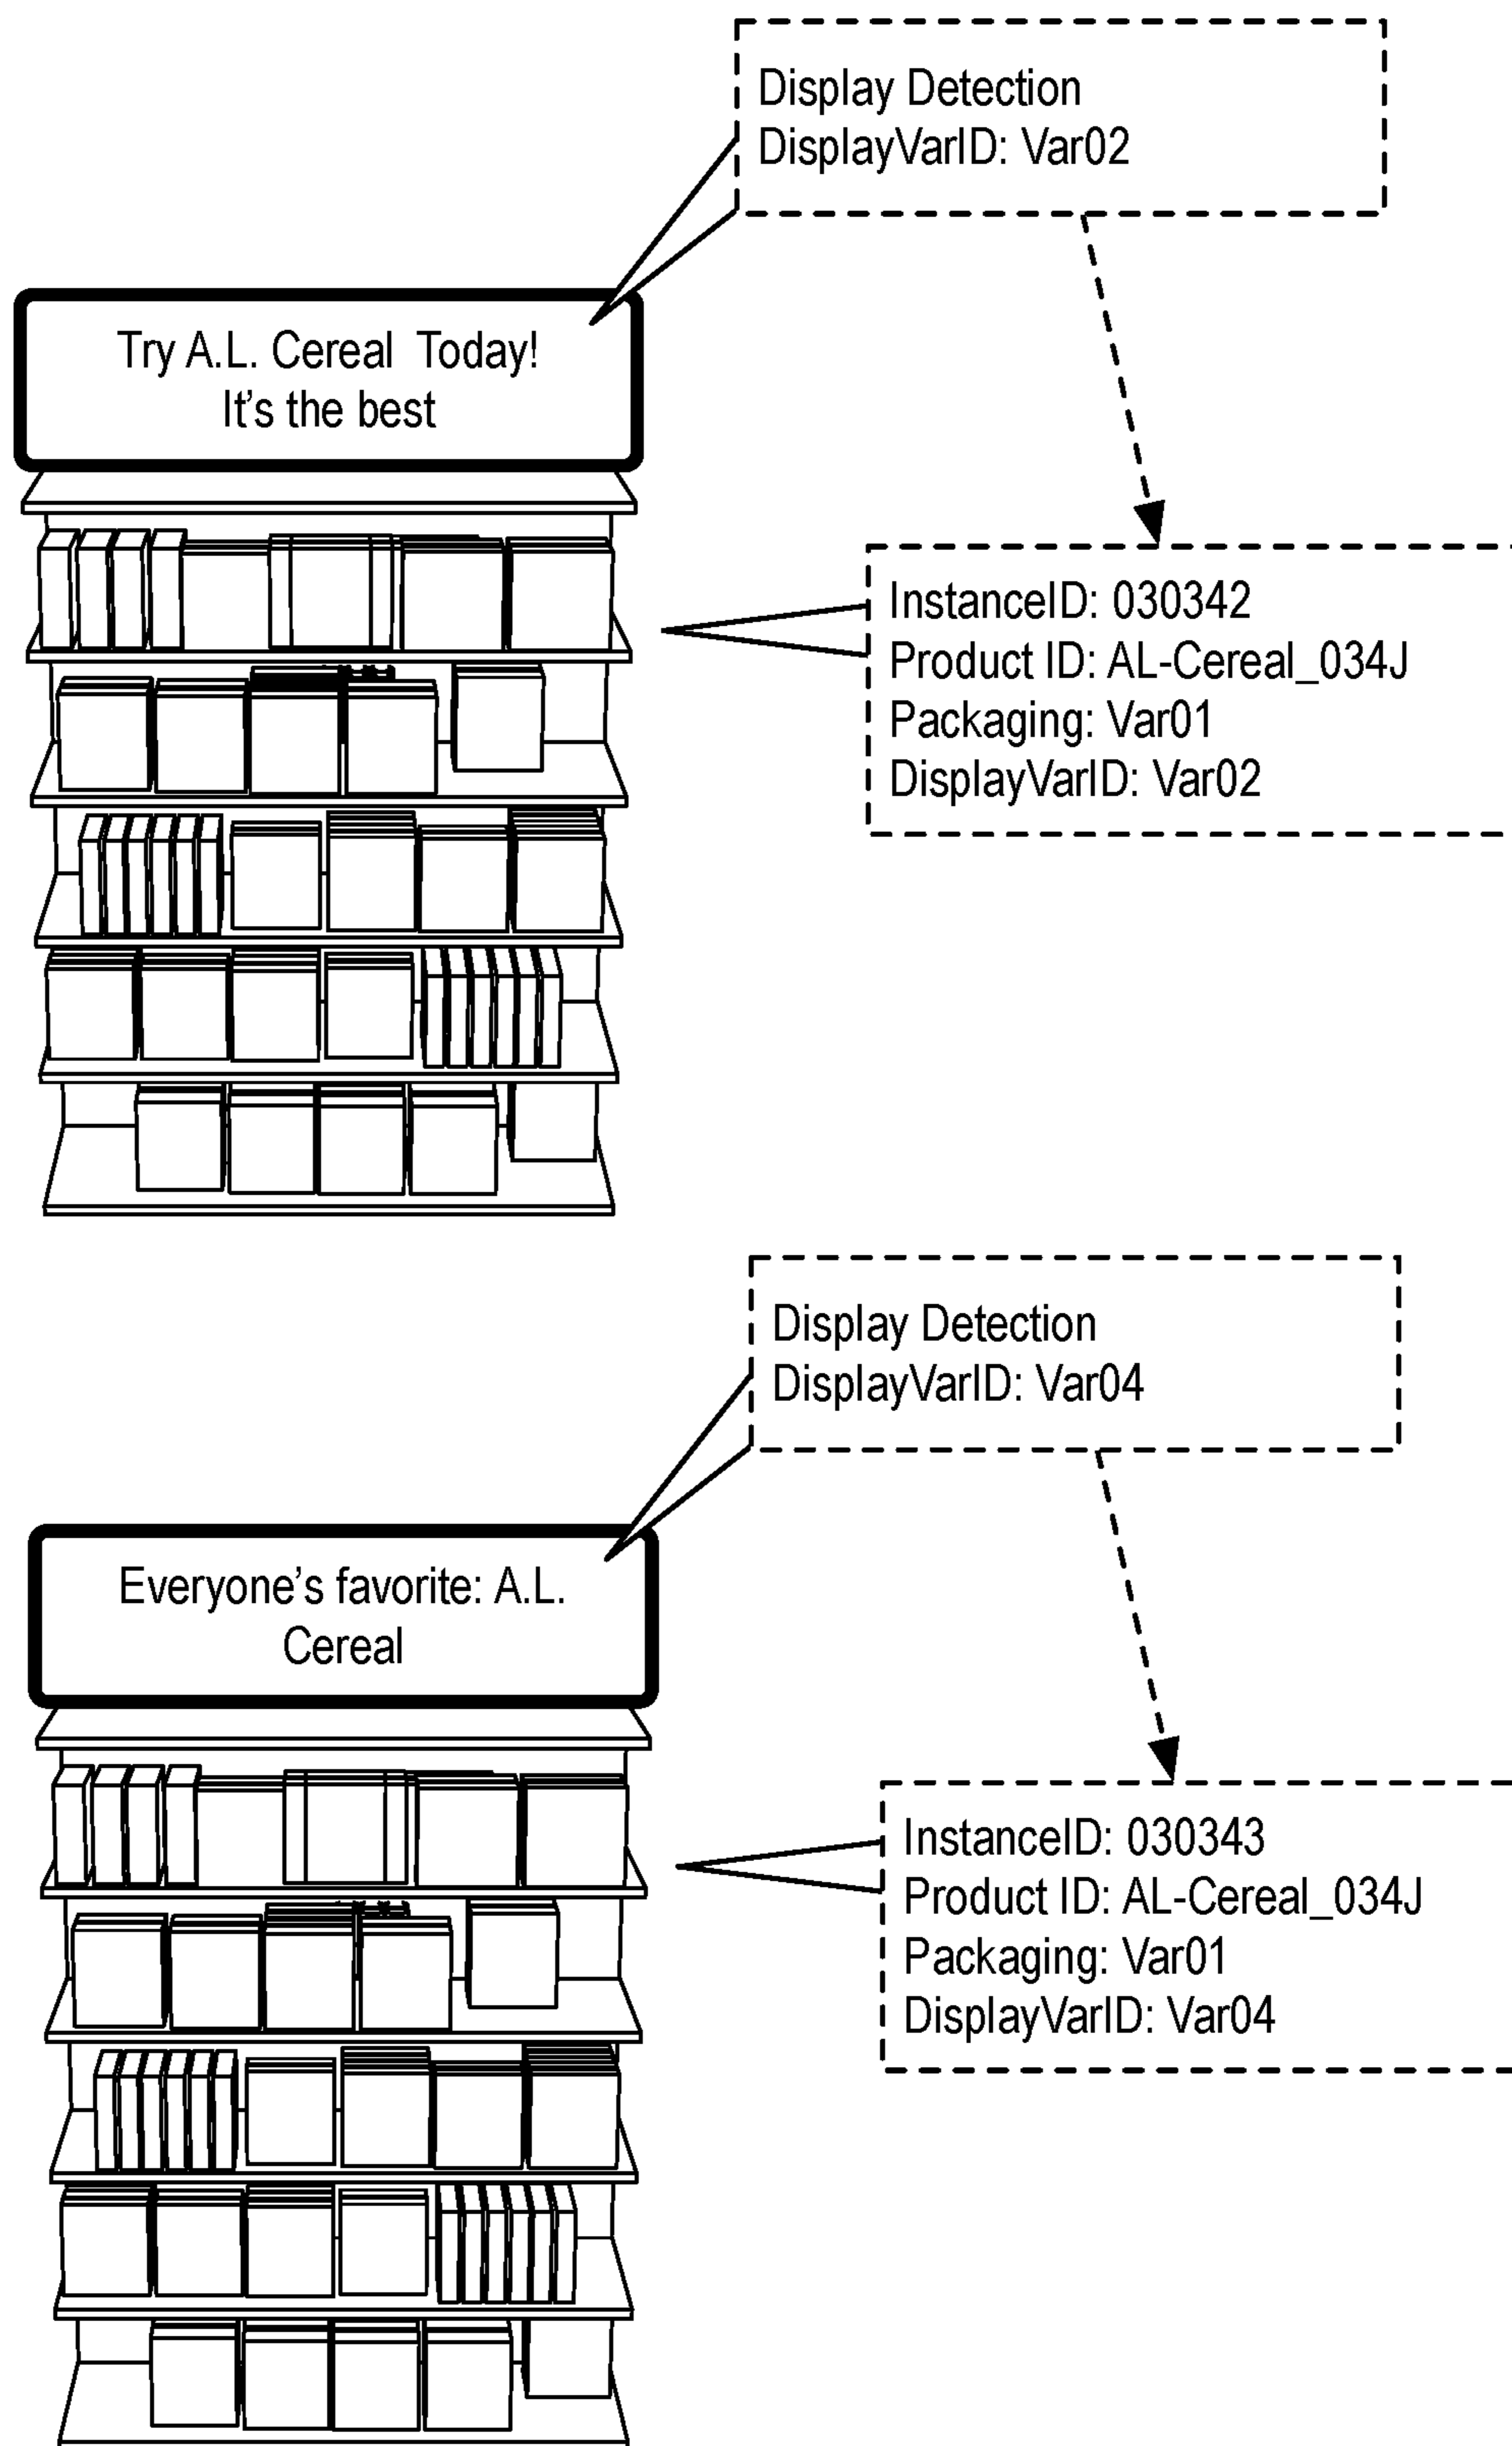 Display Detection
DisplayVarID: Var02
Try A.L. Cereal Today!
It's the best
InstanceID: 030342
Product ID: AL-Cereal_034J
Packaging: Var01
DisplayVarID: Var02
Display Detection
DisplayVarID: Var04
Everyone's favorite: A.L.
Cereal
InstanceID: 030343
Product ID: AL-Cereal_034J
Packaging: Var01
DisplayVarID: Var04